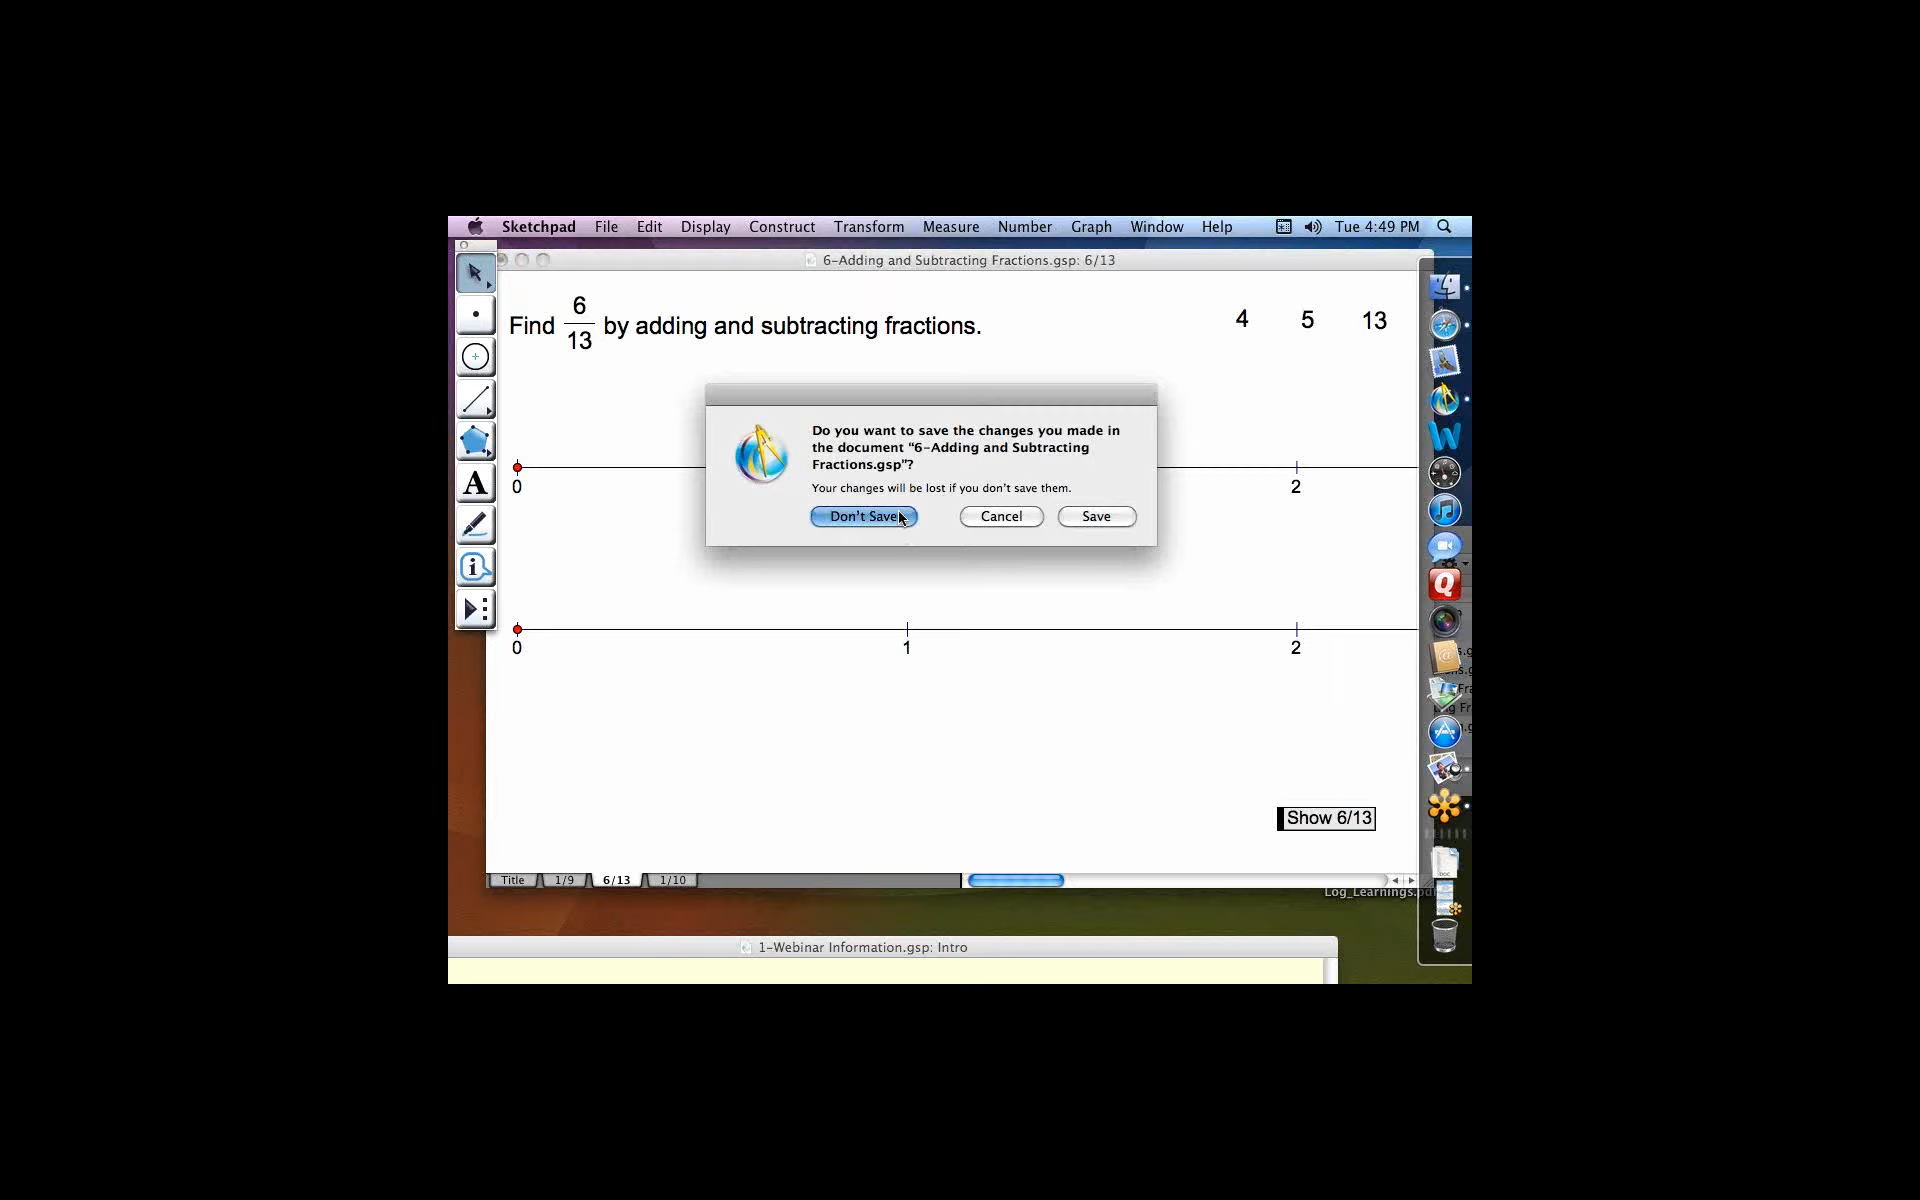 Sketchpad File Edit Display Construct Transform Measure Number Graph Window Help Tue 4:49 PM
6-Adding and Subtracting Fractions.gsp: 6/13
Find 6/13 by adding and subtracting fractions.
4 5 13
Do you want to save the changes you made in
the document “6-Adding and Subtracting
Fractions.gsp”?
Your changes will be lost if you don’t save them.
Don’t Save Cancel Save
0 2
A
0 1 2
Show 6/13
Title 1/9 6/13 1/10
Log_Learnings
1-Webinar Information.gsp: Intro